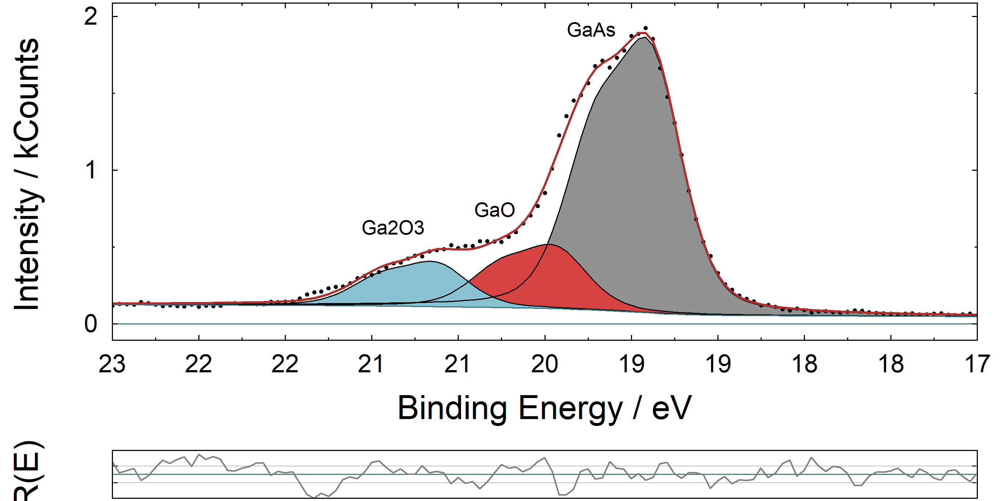 Intensity / kCounts
2
1
0
GaAs
GaO
Ga2O3
23 22 22 21 21 20 19 19 18 18 17
Binding Energy / eV
R(E)